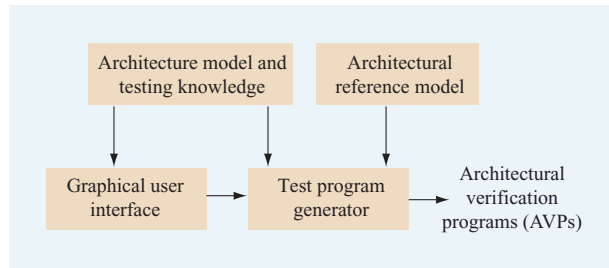 Architecture model and
testing knowledge
Architectural
reference model
Graphical user
interface
Test program
generator
Architectural
verification
programs (AVPs)